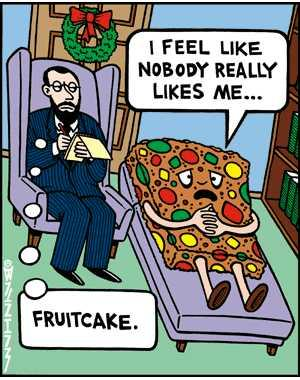 I FEEL LIKE
NOBODY REALLY
LIKES ME...
FRUITCAKE.